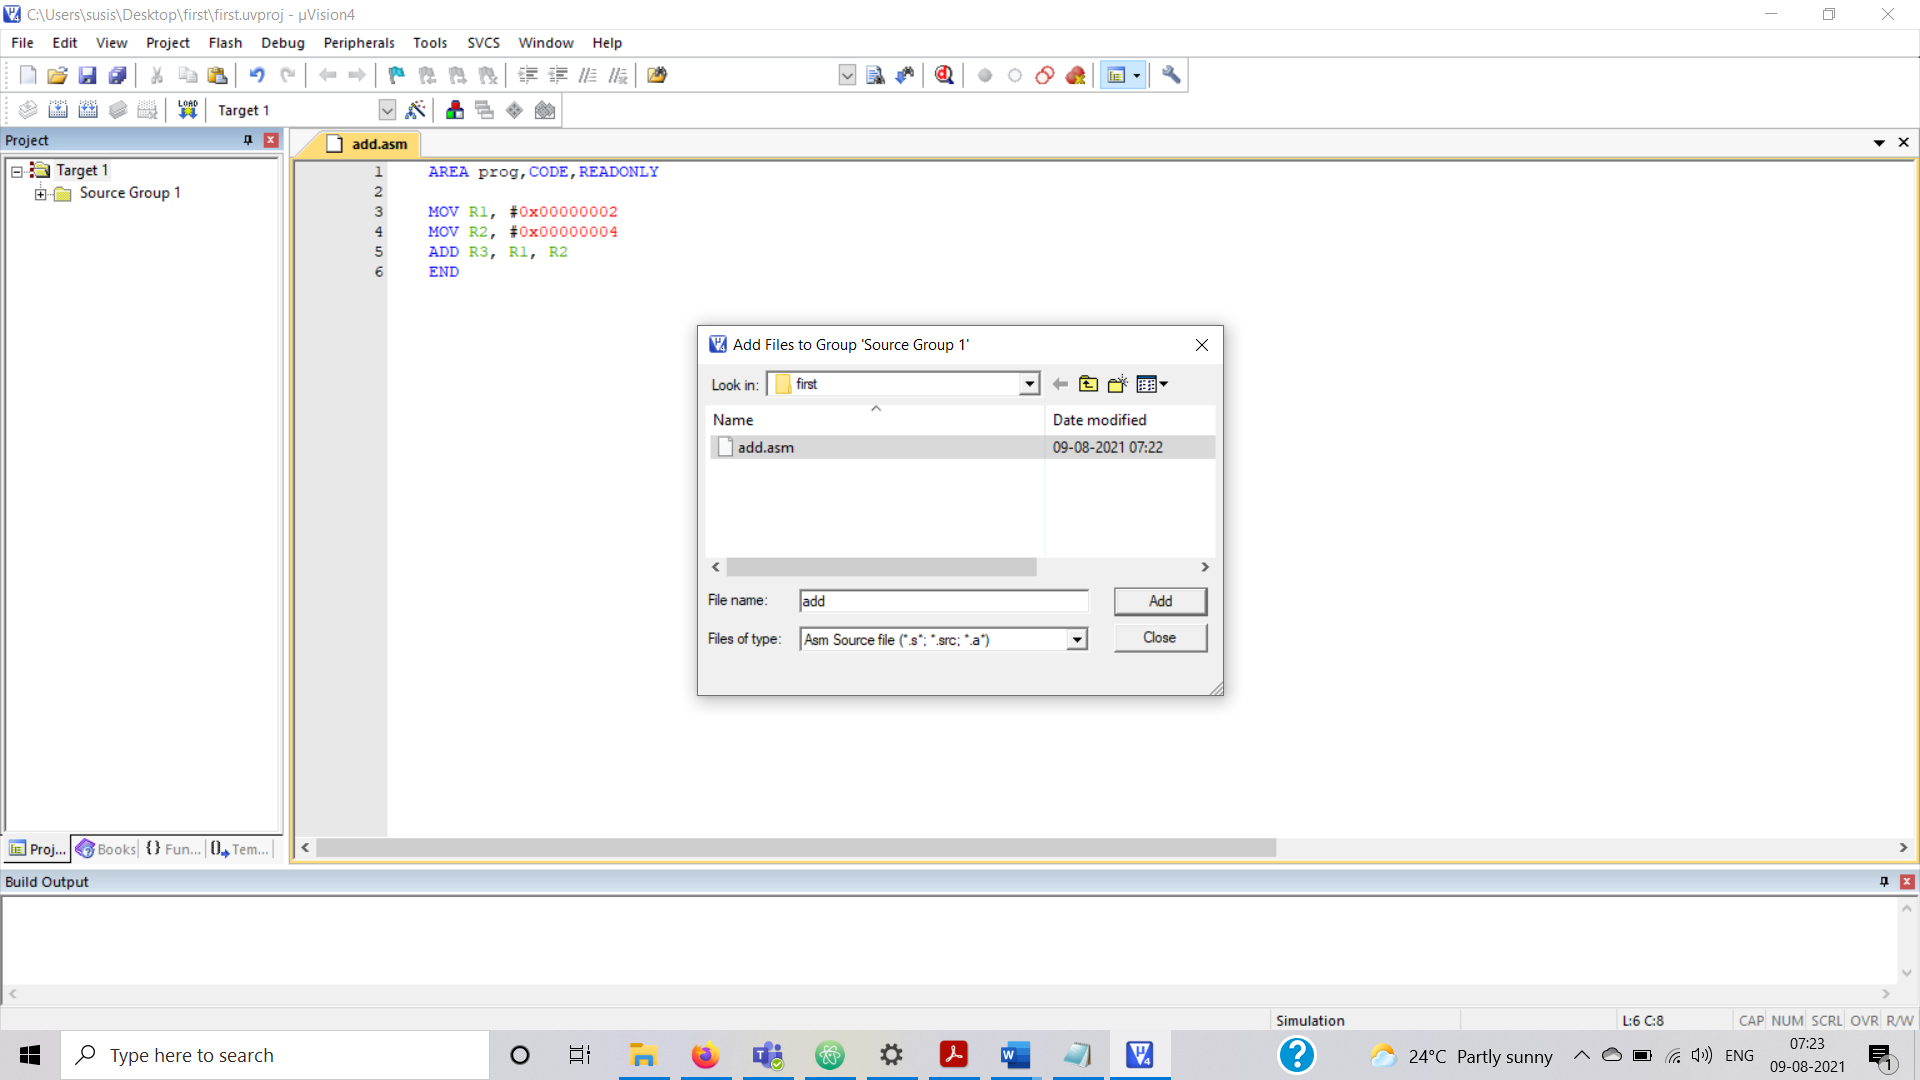 C:\Users\susis\Desktop\first\first.uvproj - µVision4
File Edit View Project Flash Debug Peripherals Tools SVCS Window Help
LOAD
Target 1
Project
add.asm
Target 1
Source Group 1
1 AREA prog,CODE,READONLY
2
3 MOV R1, #0x00000002
4 MOV R2, #0x00000004
5 ADD R3, R1, R2
6 END
Add Files to Group 'Source Group 1'
Look in: first
Name Date modified
add.asm 09-08-2021 07:22
File name: add Add
Files of type: Asm Source file (*.s*; *.src; *.a*) Close
Proj... Books {} Fun... Tem...
Build Output
Simulation L:6 C:8 CAP NUM SCRL OVR R/W
Type here to search
24°C Partly sunny
ENG
07:23
09-08-2021
1